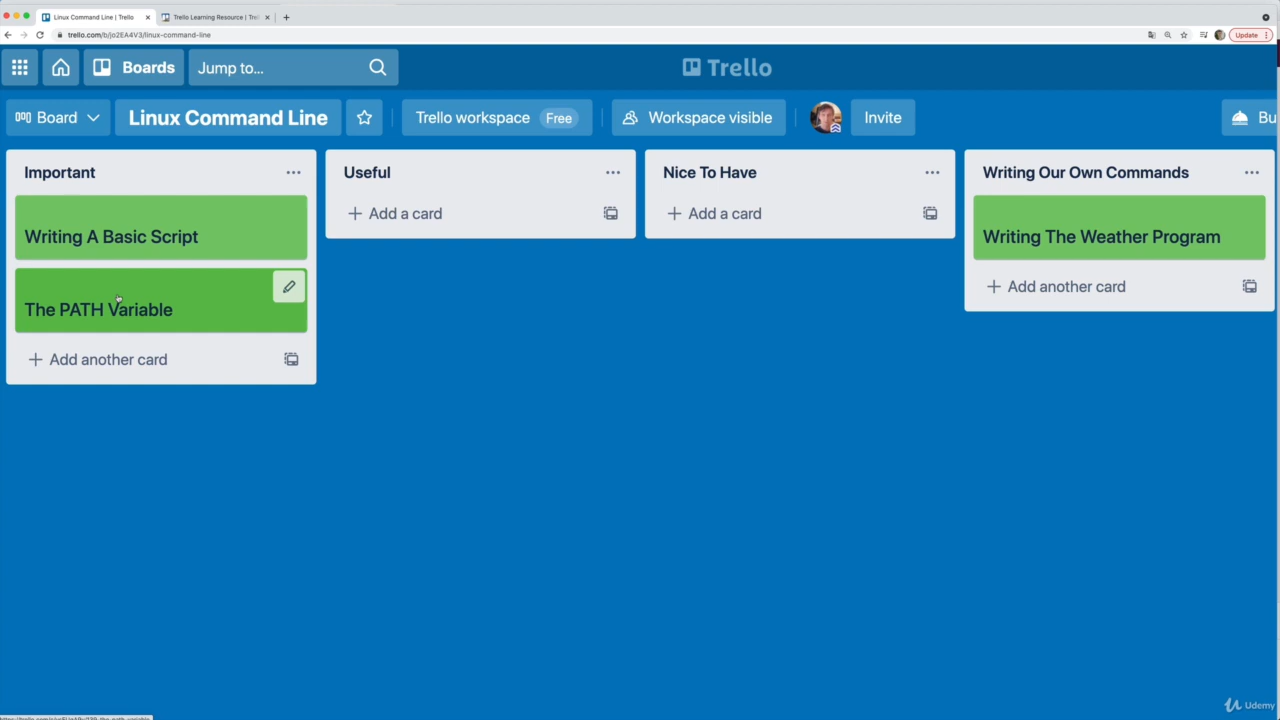 Linux Command Line | Trello
Trello Learning Resource | Trel
trello.com/b/jo2EA4V3/linux-command-line
Update
Boards
Jump to...
Trello
Board
Linux Command Line
Trello workspace Free
Workspace visible
Invite
Bu
Important
Writing A Basic Script
The PATH Variable
Add another card
Useful
Add a card
Nice To Have
Add a card
Writing Our Own Commands
Writing The Weather Program
Add another card
Udemy